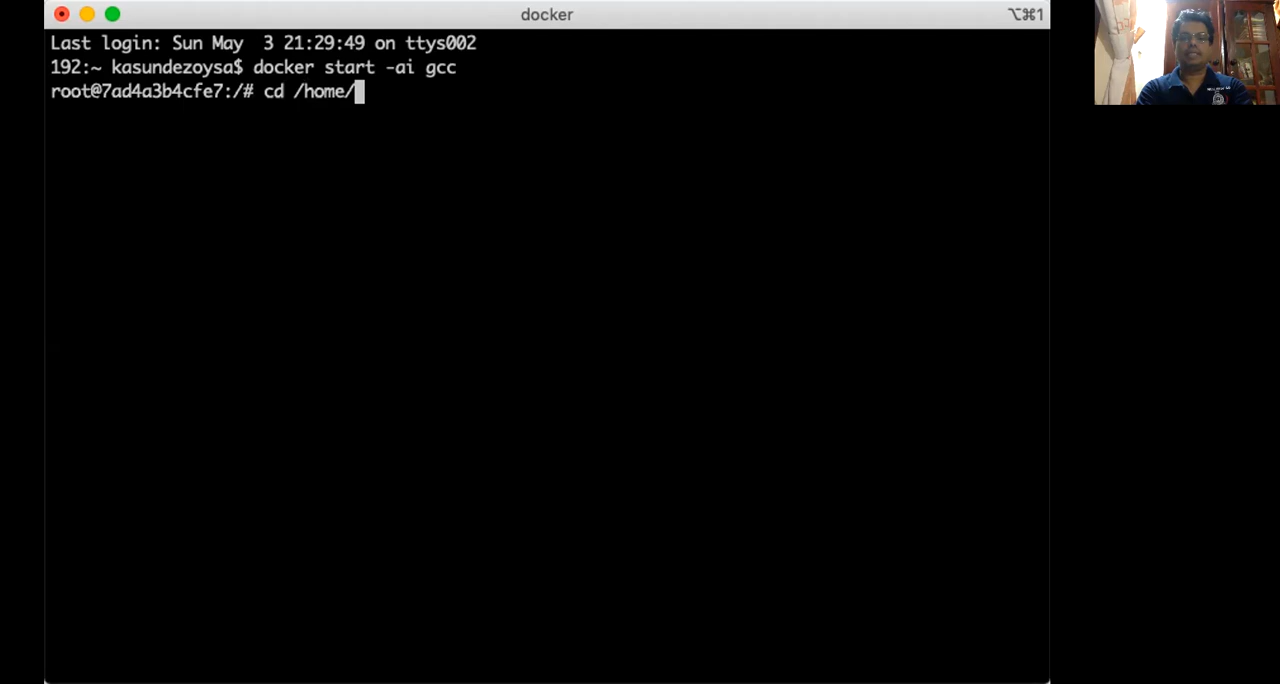 docker
⌥⌘1
Last login: Sun May  3 21:29:49 on ttys002
192:~ kasundezoysa$ docker start -ai gcc
root@7ad4a3b4cfe7:/# cd /home/